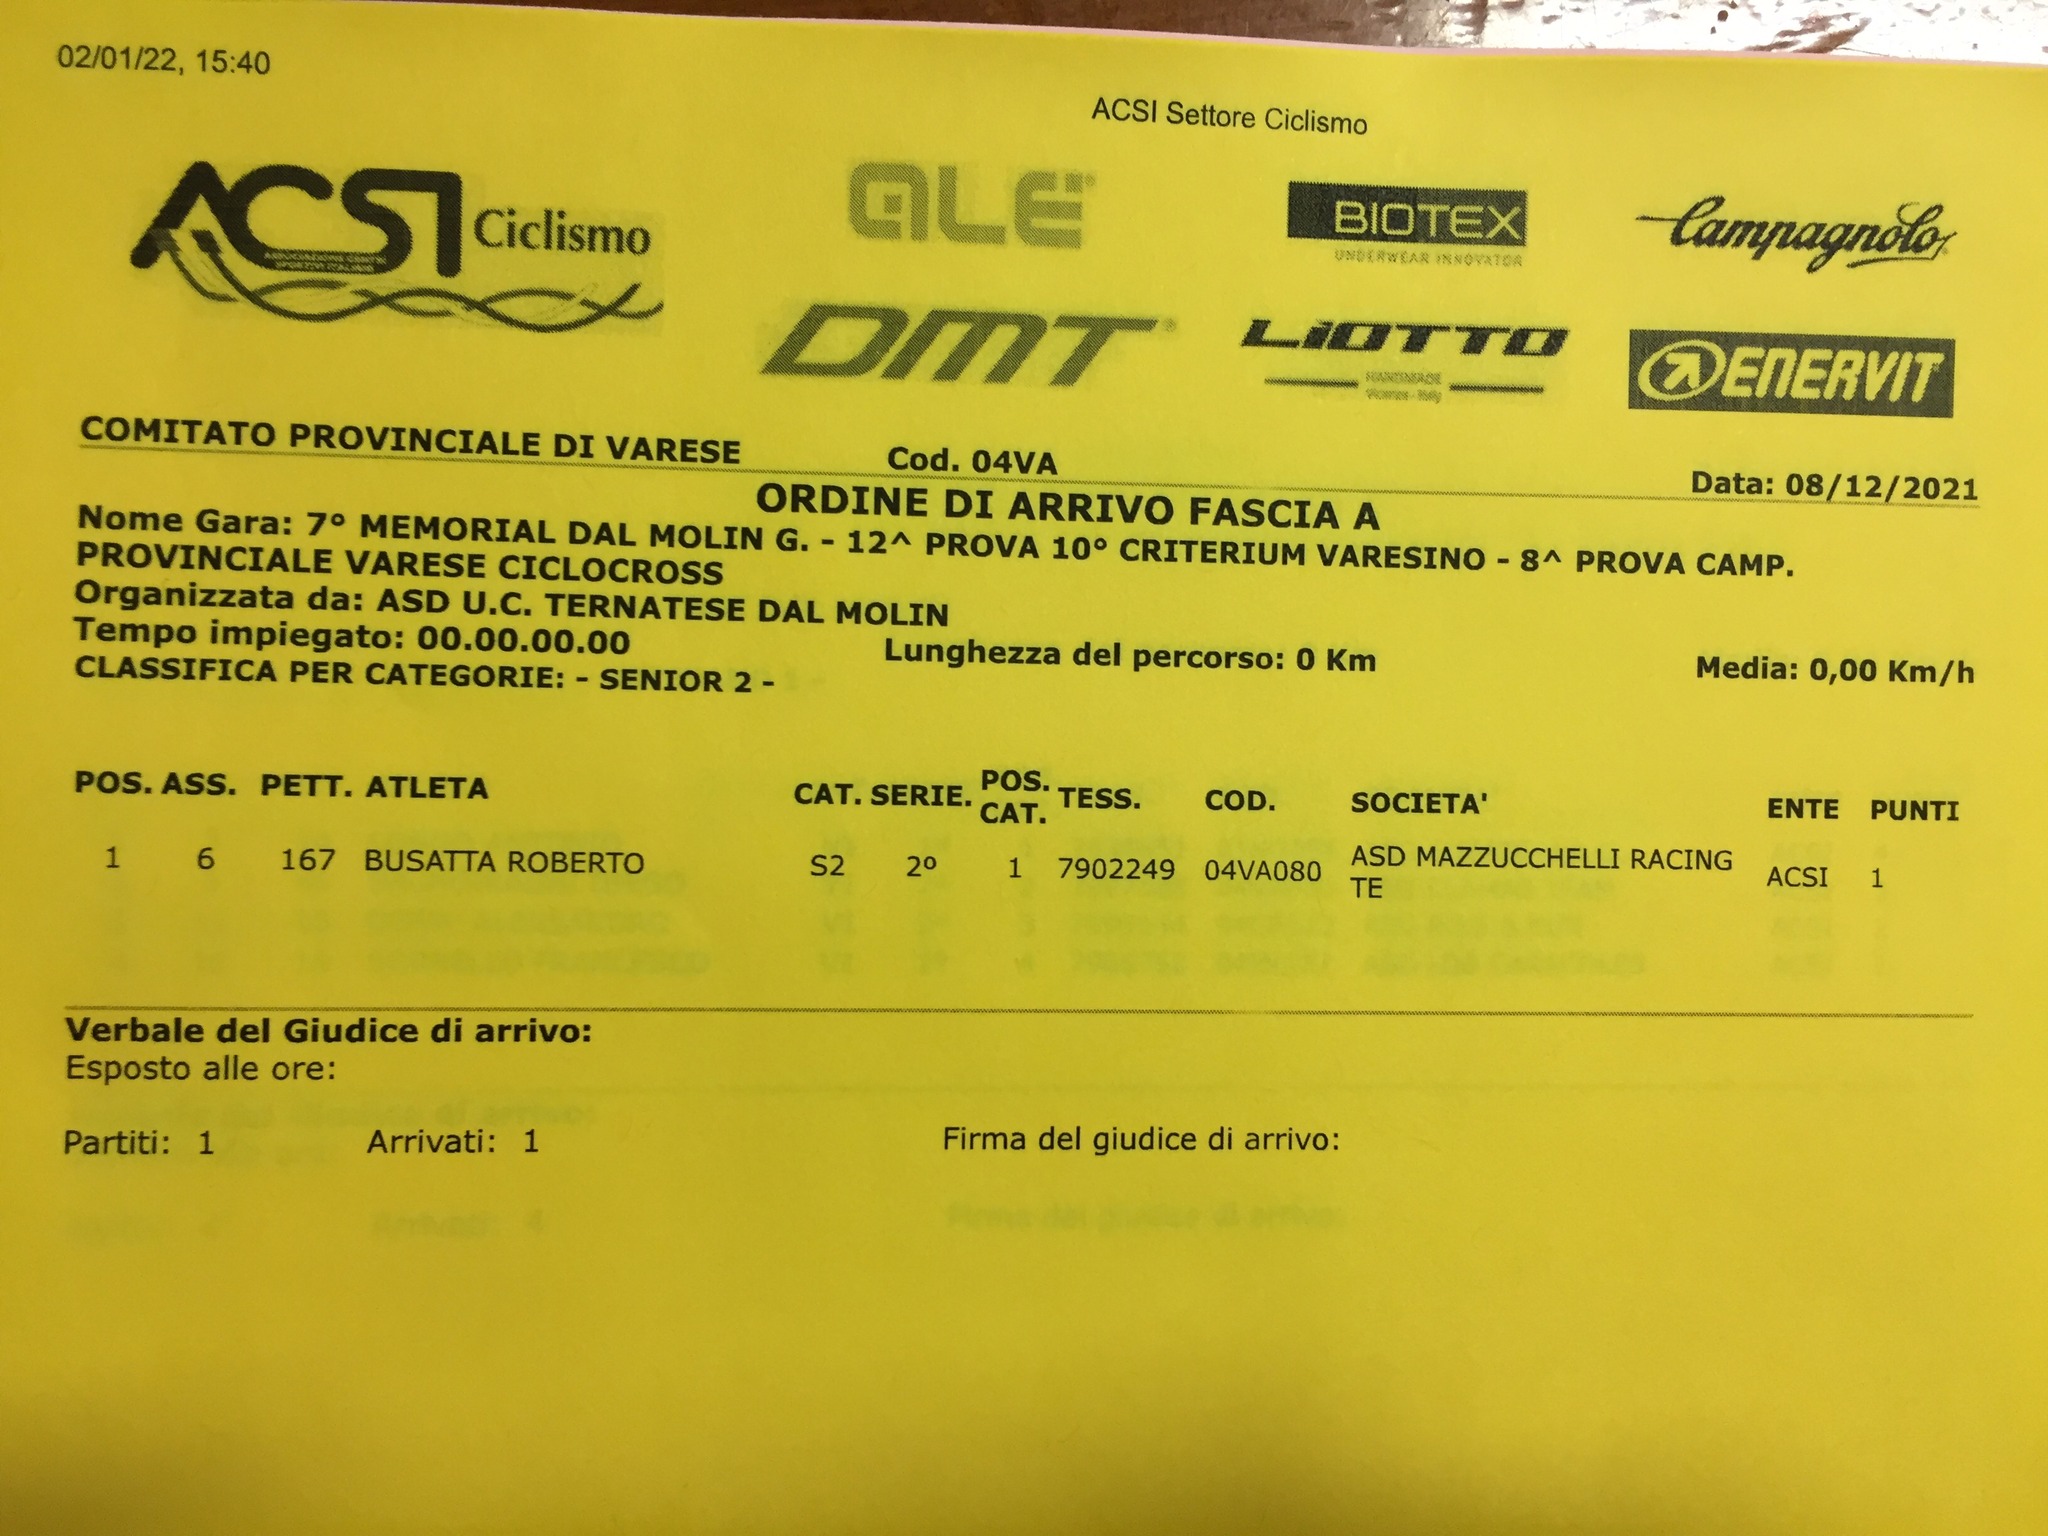 02/01/22, 15:40
ACSI Settore Ciclismo
ACSI Ciclismo
ALÉ
BIOTEX
UNDERWEAR INNOVATOR
Campagnolo
DMT
LIOTTO
HANDMADE
ENERVIT
COMITATO PROVINCIALE DI VARESE Cod. 04VA Data: 08/12/2021
ORDINE DI ARRIVO FASCIA A
Nome Gara: 7° MEMORIAL DAL MOLIN G. - 12^ PROVA 10° CRITERIUM VARESINO - 8^ PROVA CAMP.
PROVINCIALE VARESE CICLOCROSS
Organizzata da: ASD U.C. TERNATESE DAL MOLIN
Tempo impiegato: 00.00.00.00 Lunghezza del percorso: 0 Km Media: 0,00 Km/h
CLASSIFICA PER CATEGORIE: - SENIOR 2 -
POS. ASS. PETT. ATLETA CAT. SERIE. POS. CAT. TESS. COD. SOCIETA' ENTE PUNTI
1 6 167 BUSATTA ROBERTO S2 2º 1 7902249 04VA080 ASD MAZZUCCHELLI RACING TE ACSI 1
Verbale del Giudice di arrivo:
Esposto alle ore:
Partiti: 1 Arrivati: 1 Firma del giudice di arrivo: